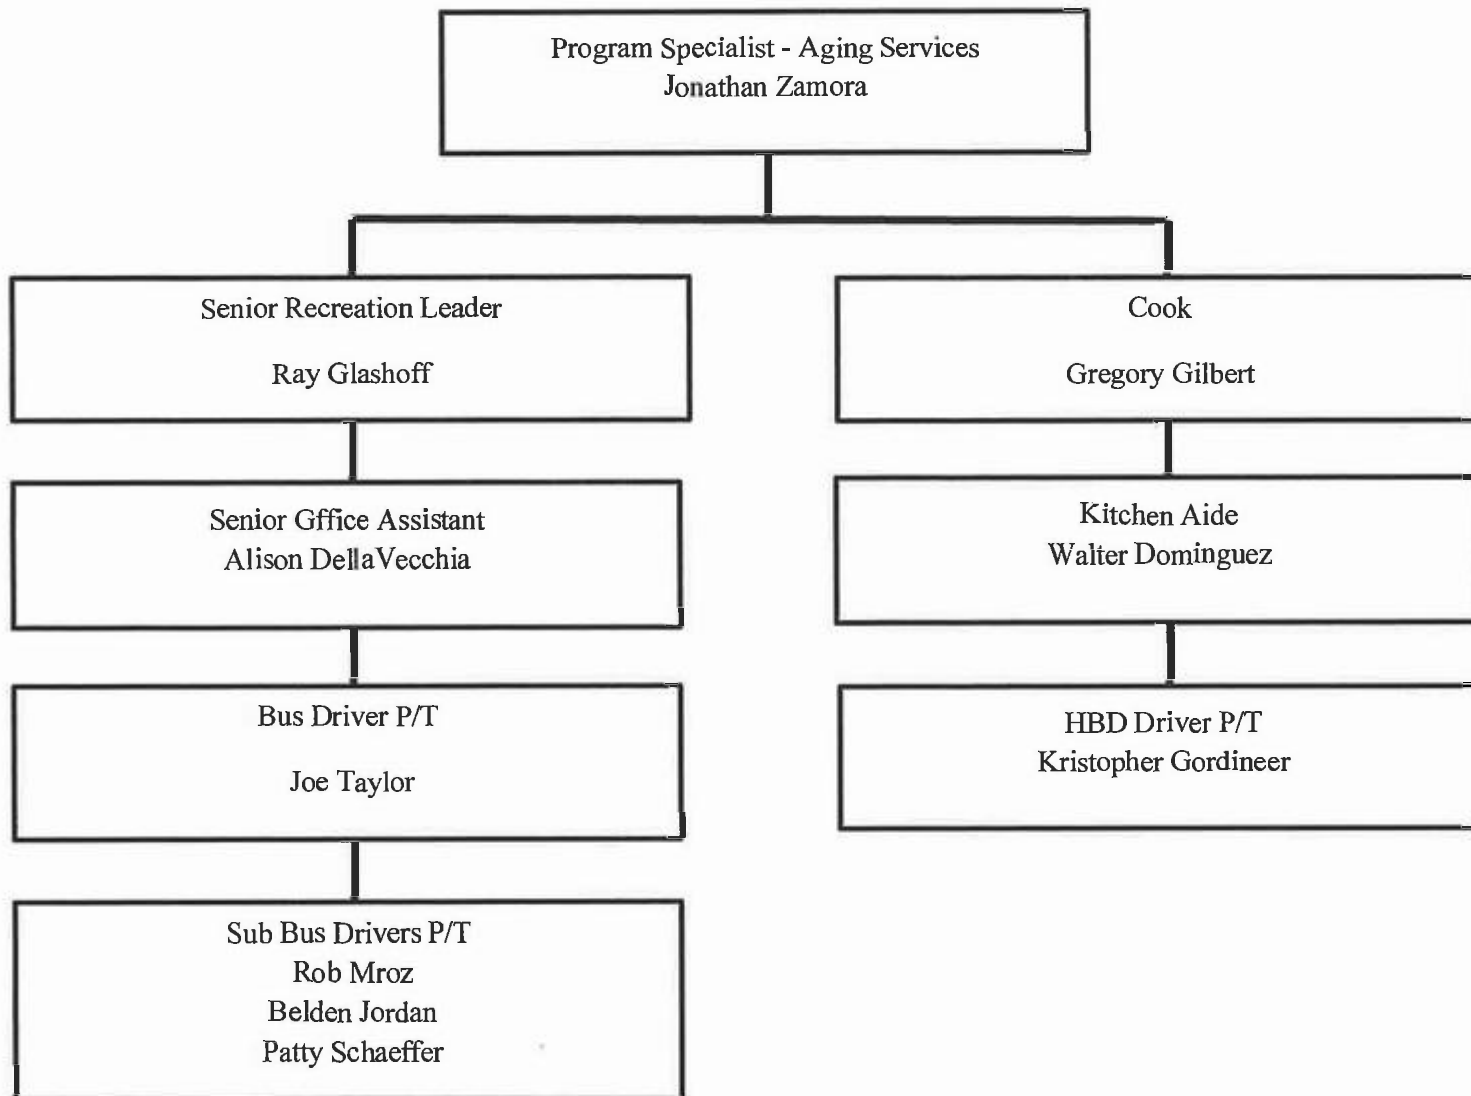 Program Specialist - Aging Services
Jonathan Zamora
Senior Recreation Leader
Ray Glashoff
Cook
Gregory Gilbert
Senior Gffice Assistant
Alison DellaVecchia
Kitchen Aide
Walter Dominguez
Bus Driver P/T
Joe Taylor
HBD Driver P/T
Kristopher Gordineer
Sub Bus Drivers P/T
Rob Mroz
Belden Jordan
Patty Schaeffer